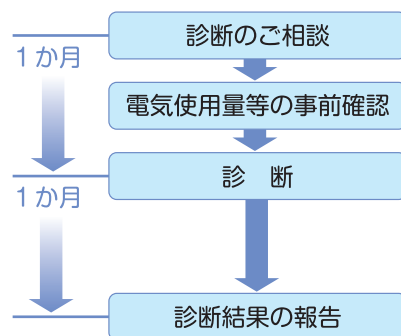 診断のご相談
1か月
電気使用量等の事前確認
診　断
1か月
診断結果の報告